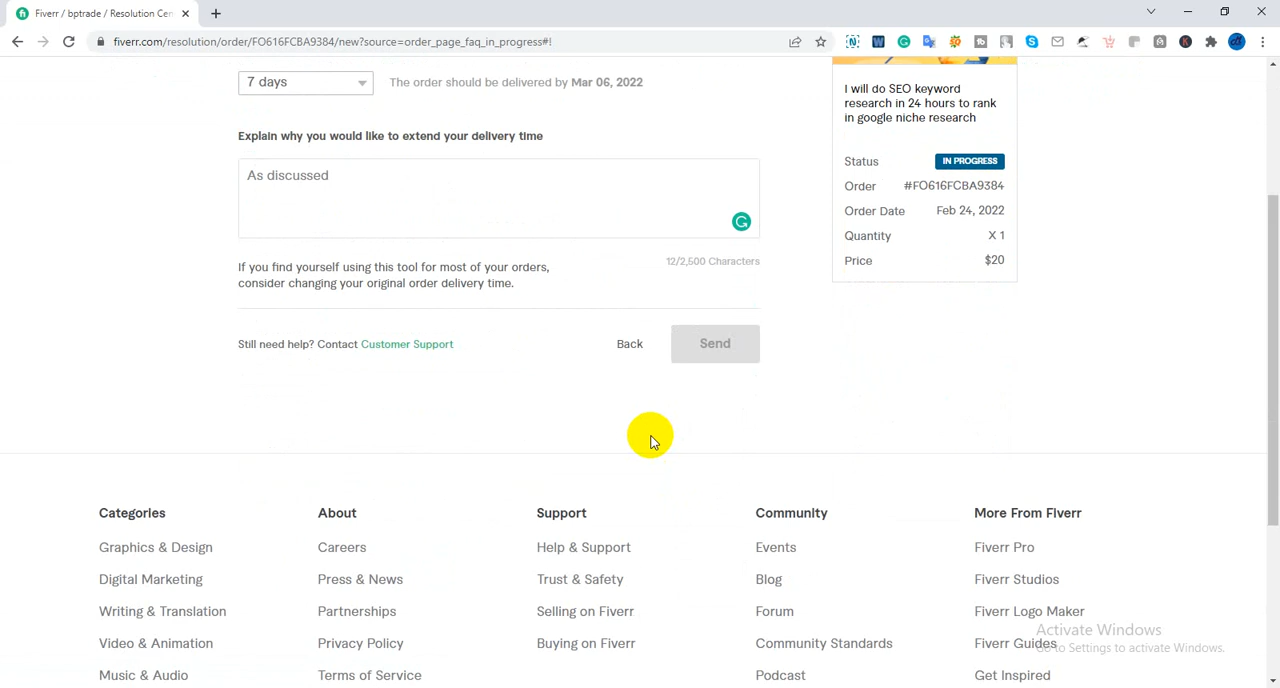 Fiverr / bptrade / Resolution Cen
fiverr.com/resolution/order/FO616FCBA9384/new?source=order_page_faq_in_progress#!
7 days
The order should be delivered by Mar 06, 2022
Explain why you would like to extend your delivery time
As discussed
12/2,500 Characters
If you find yourself using this tool for most of your orders,
consider changing your original order delivery time.
Still need help? Contact Customer Support
Back
Send
I will do SEO keyword
research in 24 hours to rank
in google niche research
Status IN PROGRESS
Order #FO616FCBA9384
Order Date Feb 24, 2022
Quantity X 1
Price $20
Categories
Graphics & Design
Digital Marketing
Writing & Translation
Video & Animation
Music & Audio
About
Careers
Press & News
Partnerships
Privacy Policy
Terms of Service
Support
Help & Support
Trust & Safety
Selling on Fiverr
Buying on Fiverr
Community
Events
Blog
Forum
Community Standards
Podcast
More From Fiverr
Fiverr Pro
Fiverr Studios
Fiverr Logo Maker
Fiverr Guides
Get Inspired
Activate Windows
Go to Settings to activate Windows.